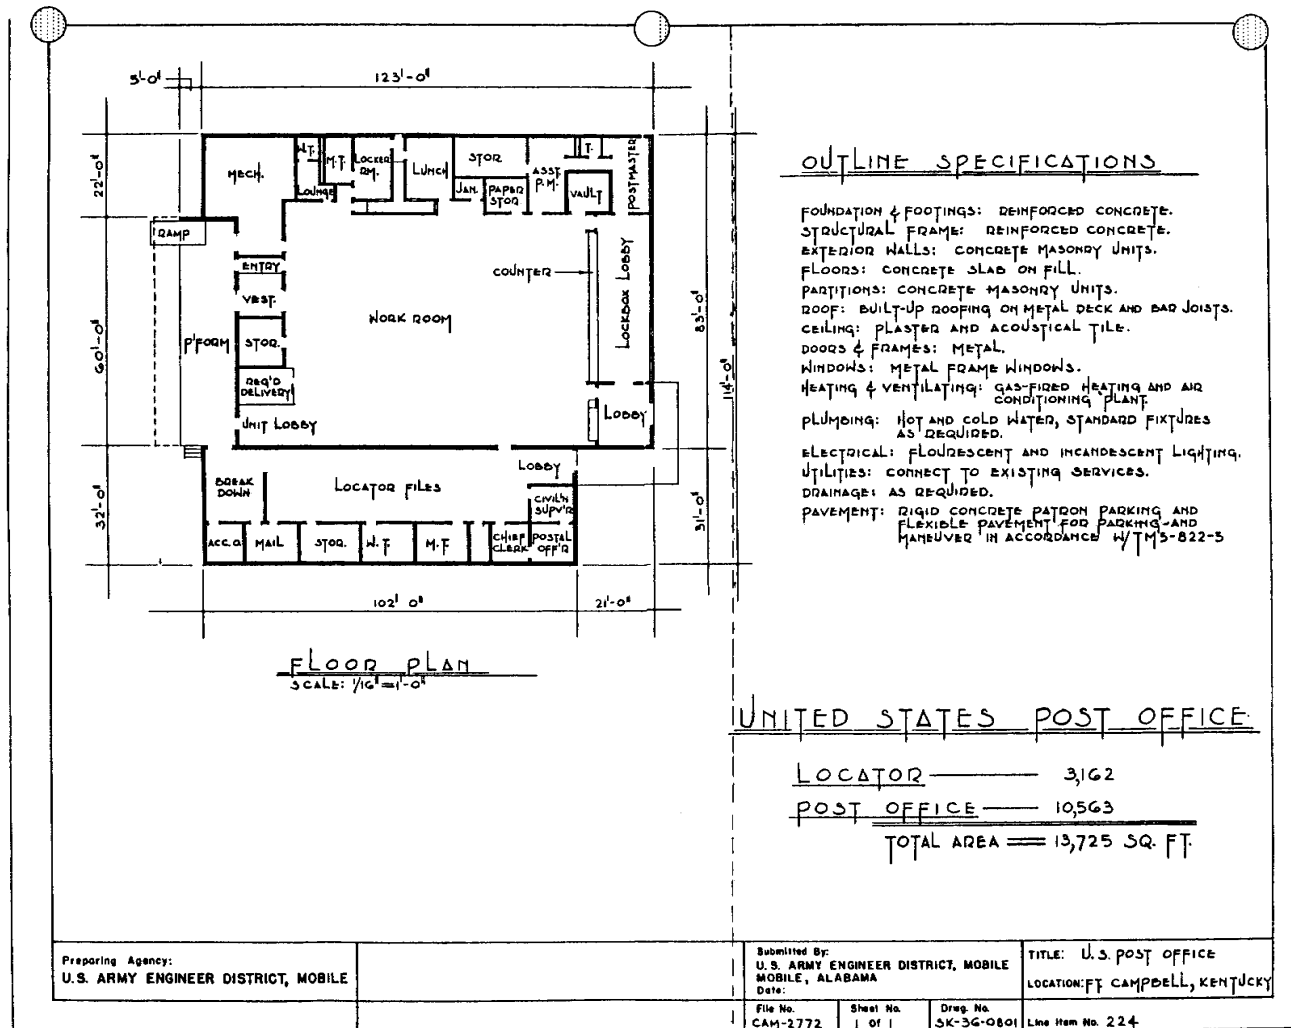 5'-0"
123'-0"
22'-0"
60'-0"
32'-0"
83'-0"
114'-0"
31'-0"
102'-0"
21'-0"
MECH.
W.T.
M.T.
LOCKER
RM.
LOUNGE
LUNCH
STOR
JAN.
PAPER
STOR
ASST.
P.M.
T.
VAULT
POSTMASTER
RAMP
ENTRY
VEST.
P'FORM
STOR.
REQ'D
DELIVERY
UNIT LOBBY
WORK ROOM
COUNTER
LOCKBOX LOBBY
LOBBY
LOBBY
BREAK
DOWN
LOCATOR FILES
CIVIL'N
SUPV'R
ACC.Q
MAIL
STOR.
W.T.
M.T.
CHIEF
CLERK
POSTAL
OFF'R
FLOOR PLAN
SCALE: 1/16"=1'-0"
OUTLINE SPECIFICATIONS
FOUNDATION & FOOTINGS: REINFORCED CONCRETE.
STRUCTURAL FRAME: REINFORCED CONCRETE.
EXTERIOR WALLS: CONCRETE MASONRY UNITS.
FLOORS: CONCRETE SLAB ON FILL.
PARTITIONS: CONCRETE MASONRY UNITS.
ROOF: BUILT-UP ROOFING ON METAL DECK AND BAR JOISTS.
CEILING: PLASTER AND ACOUSTICAL TILE.
DOORS & FRAMES: METAL.
WINDOWS: METAL FRAME WINDOWS.
HEATING & VENTILATING: GAS-FIRED HEATING AND AIR
CONDITIONING PLANT.
PLUMBING: HOT AND COLD WATER, STANDARD FIXTURES
AS REQUIRED.
ELECTRICAL: FLOURESCENT AND INCANDESCENT LIGHTING.
UTILITIES: CONNECT TO EXISTING SERVICES.
DRAINAGE: AS REQUIRED.
PAVEMENT: RIGID CONCRETE PATRON PARKING AND
FLEXIBLE PAVEMENT FOR PARKING-AND
MANEUVER IN ACCORDANCE W/TM5-822-5
UNITED STATES POST OFFICE
LOCATOR 3,162
POST OFFICE 10,563
TOTAL AREA 13,725 SQ. FT.
Preparing Agency:
U.S. ARMY ENGINEER DISTRICT, MOBILE
Submitted By:
U.S. ARMY ENGINEER DISTRICT, MOBILE
MOBILE, ALABAMA
Date:
TITLE: U.S. POST OFFICE
LOCATION: FT CAMPBELL, KENTUCKY
File No.
CAM-2772
Sheet No.
1 OF 1
Drwg. No.
SK-36-0801
Line Item No. 224